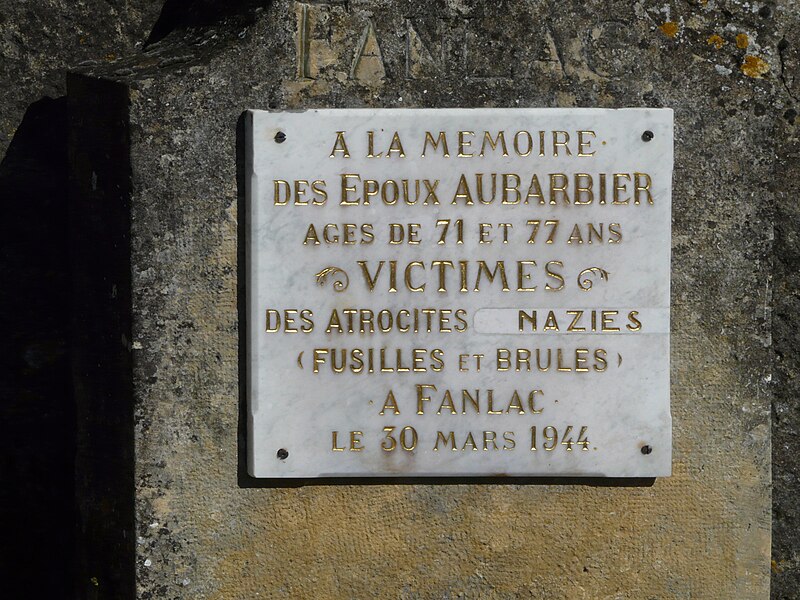 FANLAC
A LA MEMOIRE
DES EPOUX AUBARBIER
AGES DE 71 ET 77 ANS
VICTIMES
DES ATROCITES NAZIES
(FUSILLES ET BRULES)
A FANLAC
LE 30 MARS 1944.